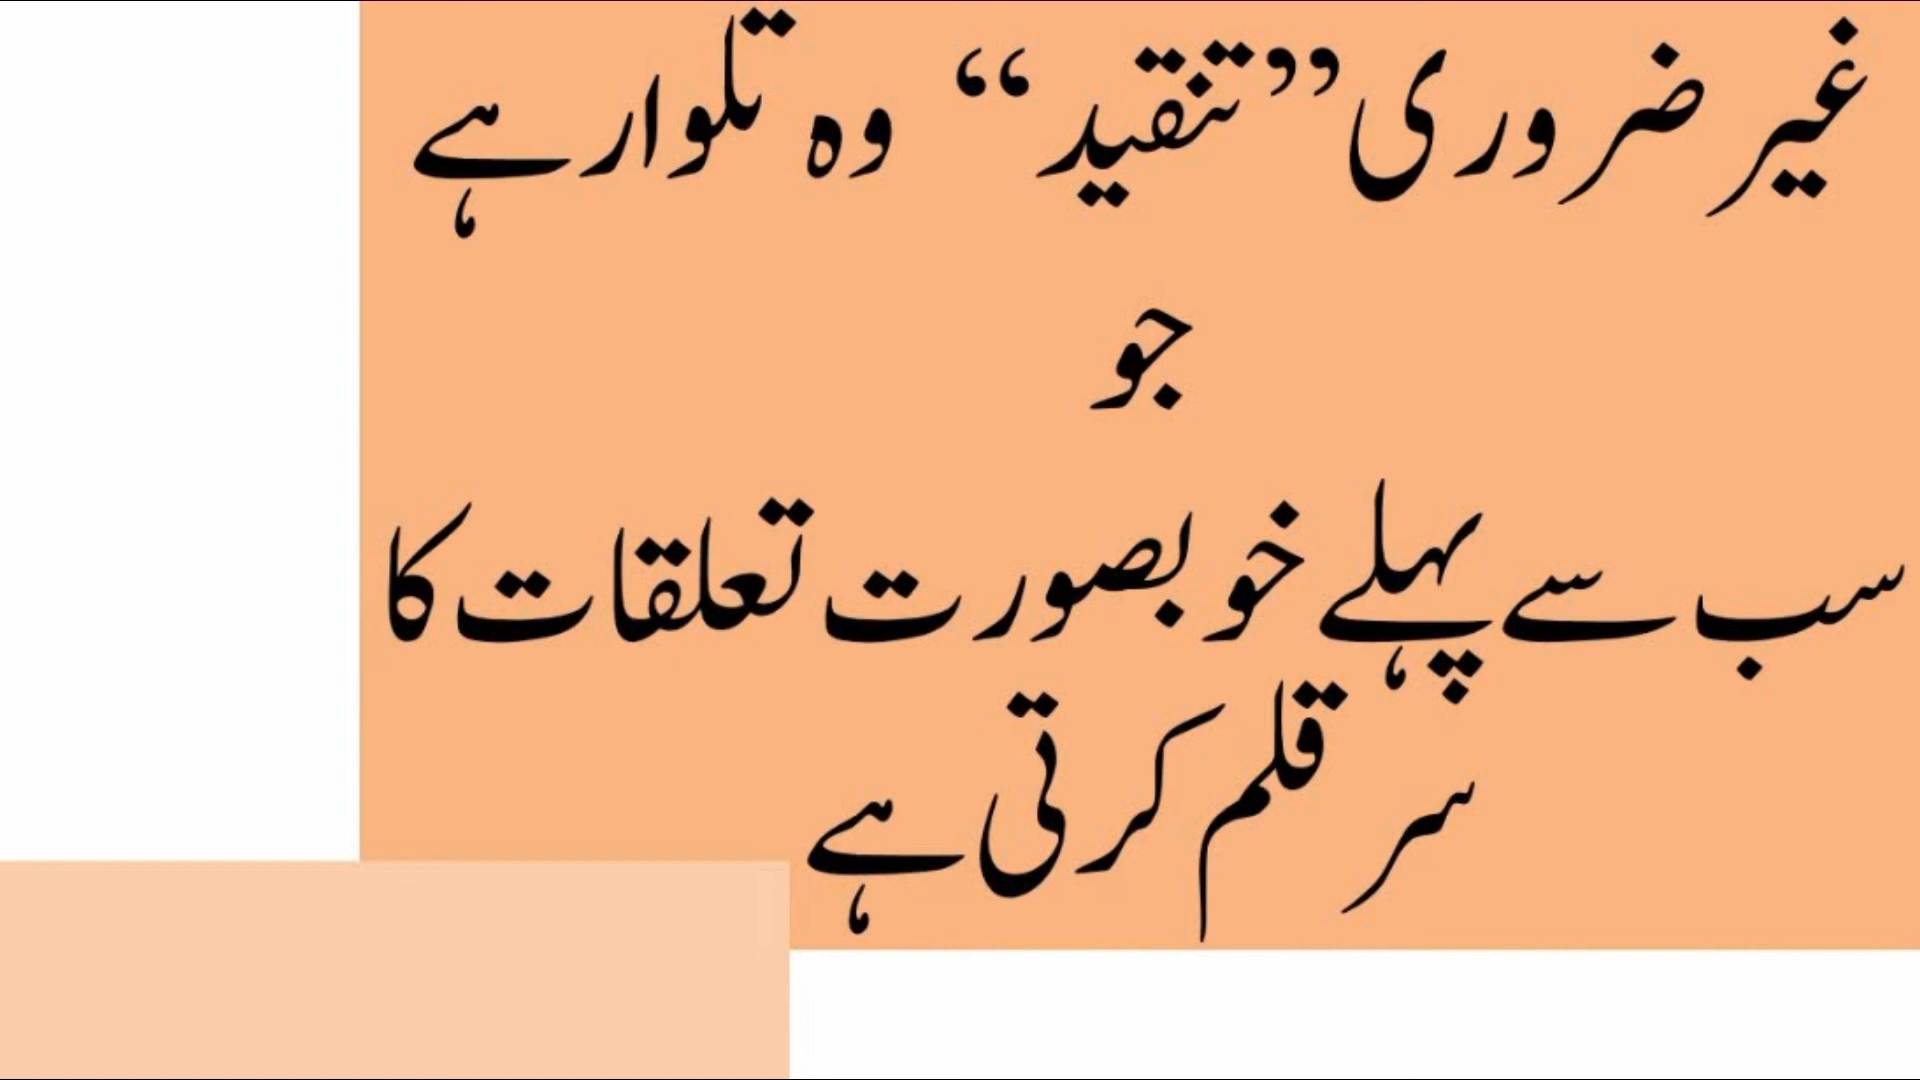 غیر ضروری ”تنقید“ وہ تلوار ہے
جو
سب سے پہلے خوبصورت تعلقات کا
سر قلم کرتی ہے